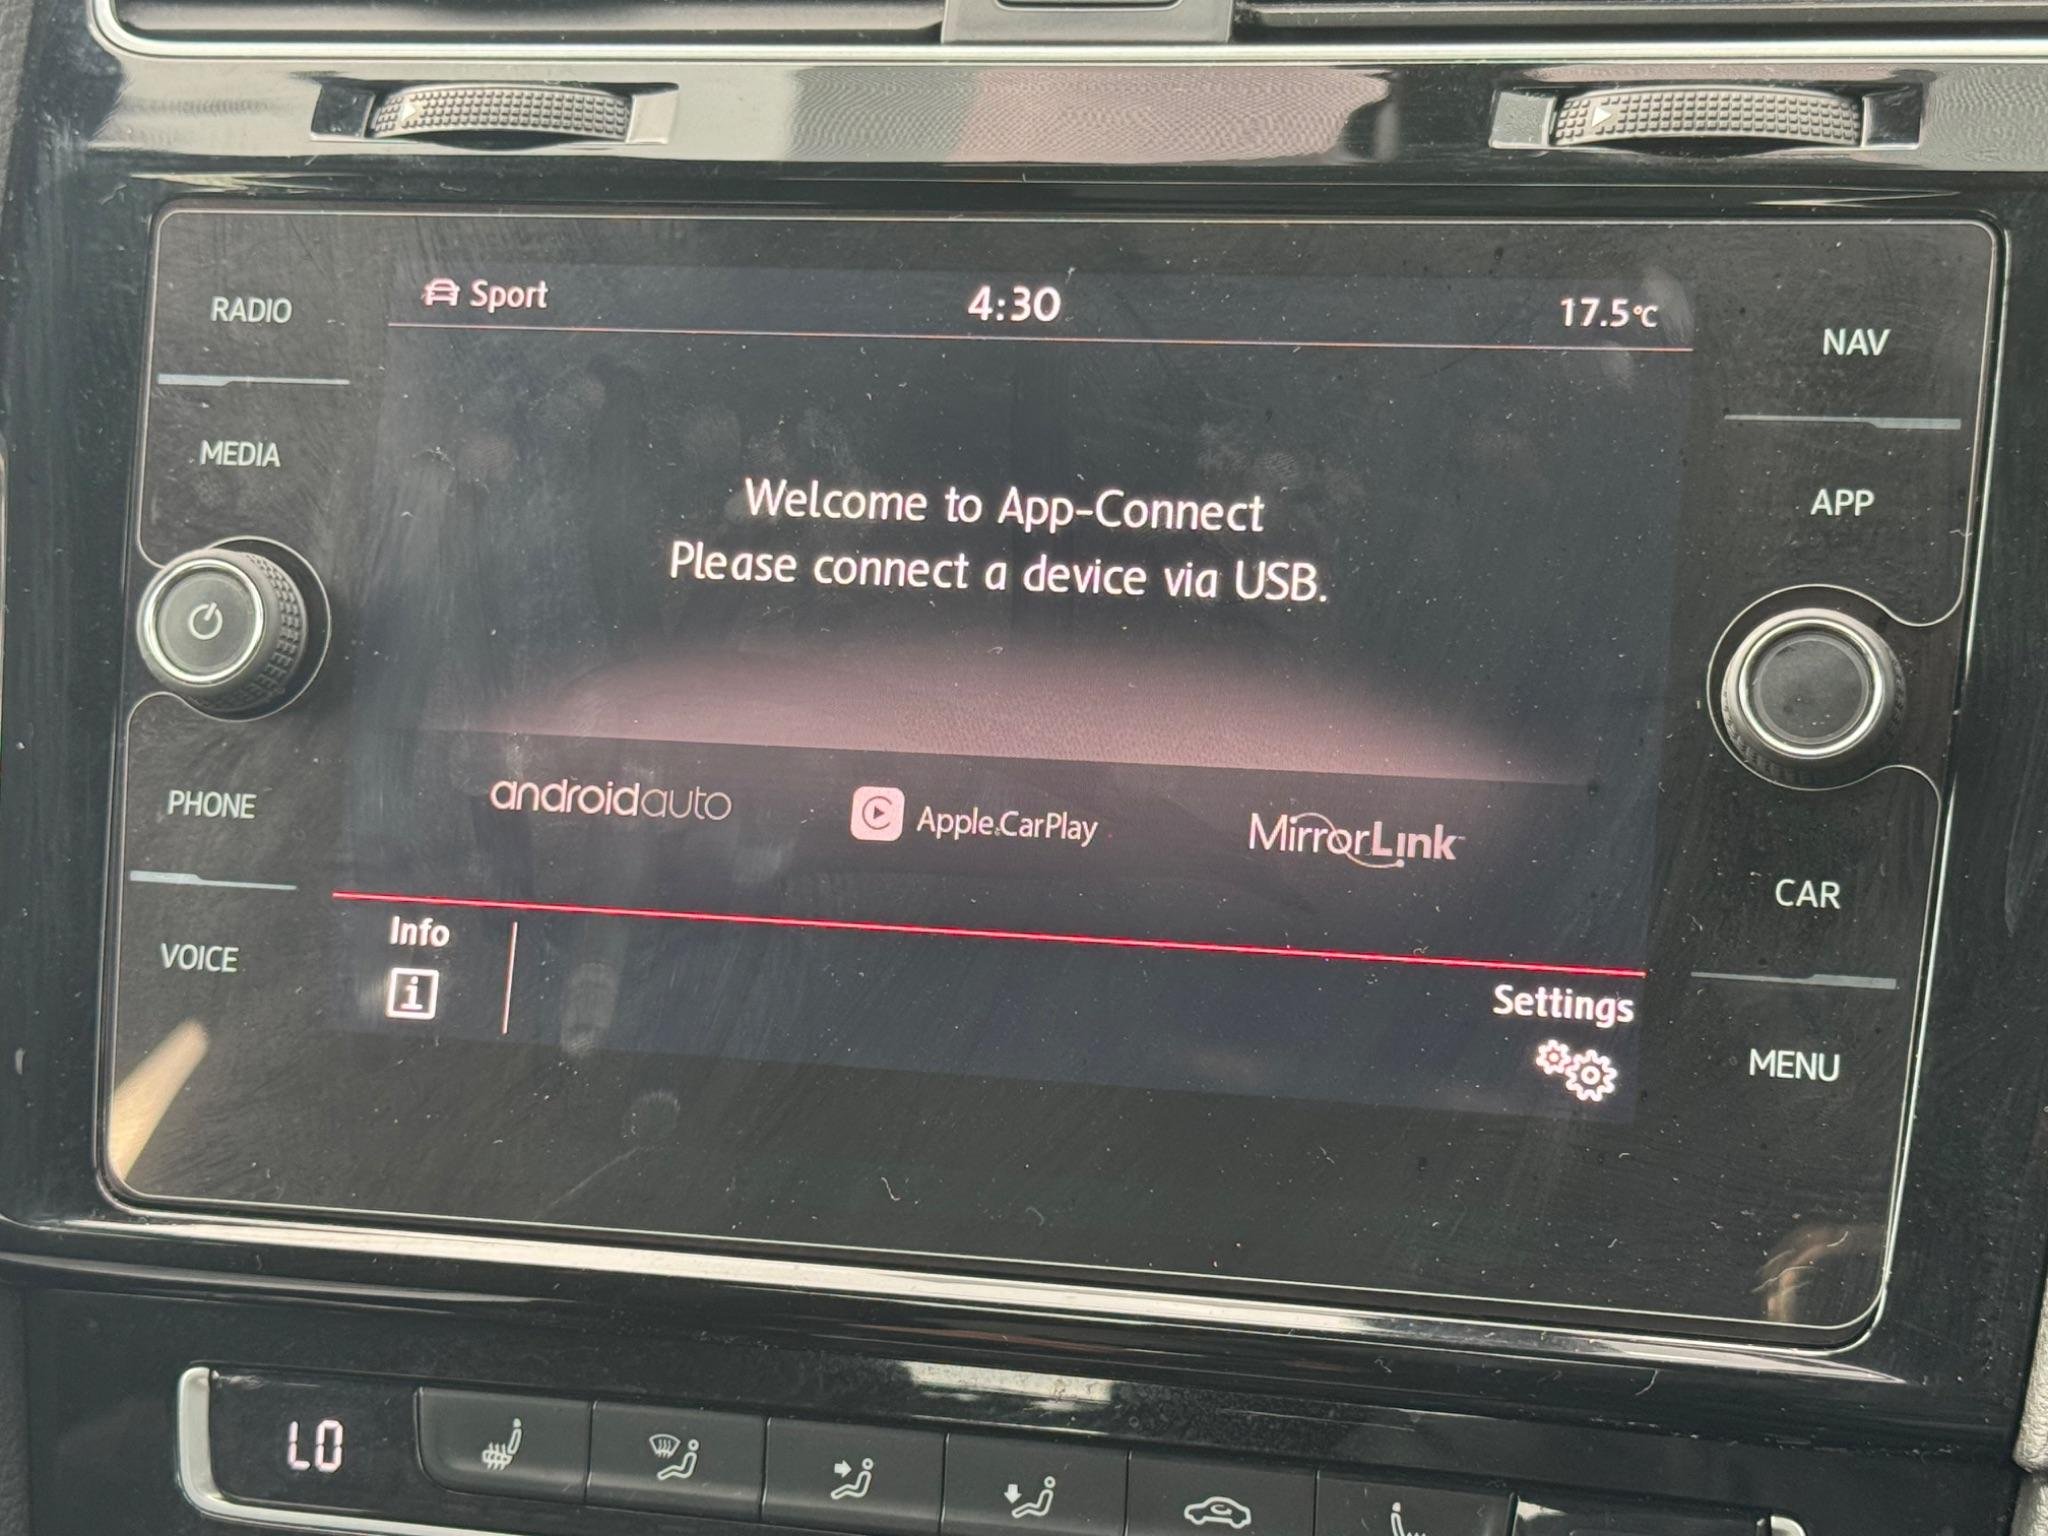 RADIO
MEDIA
PHONE
VOICE
Sport
4:30
17.5°C
Welcome to App-Connect
Please connect a device via USB.
androidauto
Apple CarPlay
MirrorLink™
Info
Settings
NAV
APP
CAR
MENU
LO